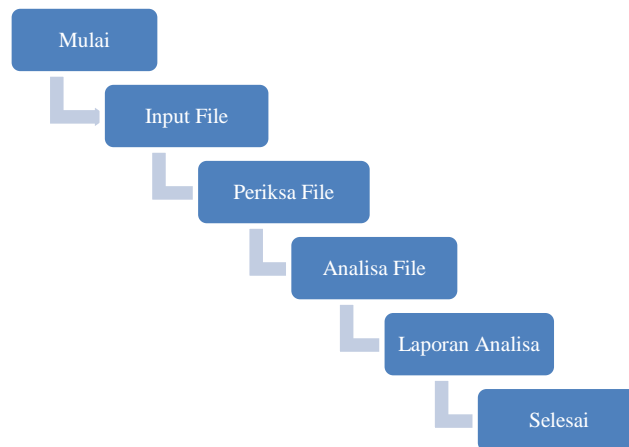 Mulai
Input File
Periksa File
Analisa File
Laporan Analisa
Selesai